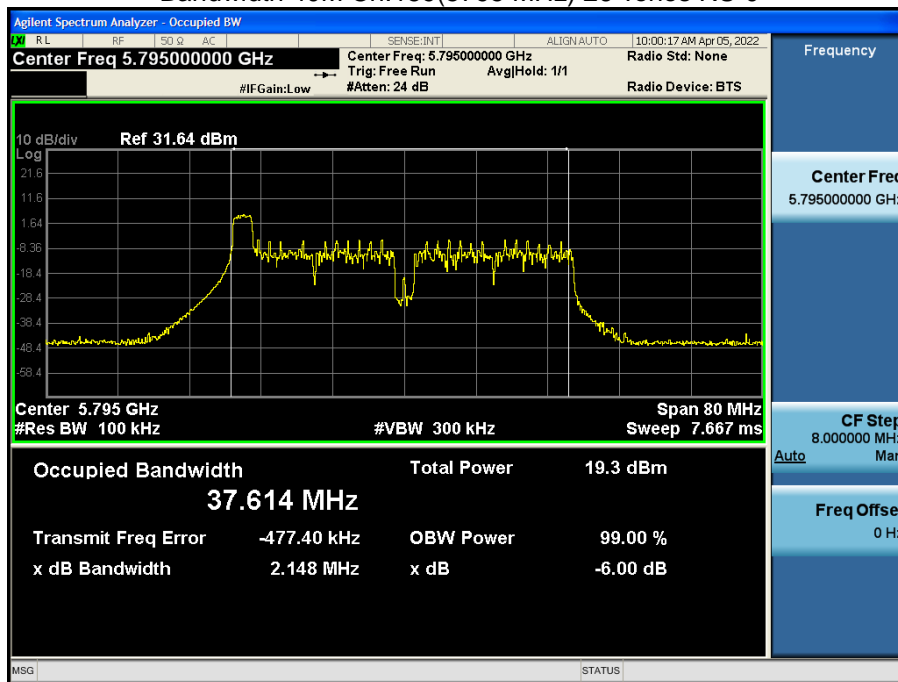 Agilent Spectrum Analyzer - Occupied BW
LXI RL RF 50 Ω AC SENSE:INT ALIGN AUTO 10:00:17 AM Apr 05, 2022
Center Freq 5.795000000 GHz Center Freq: 5.795000000 GHz Radio Std: None Frequency
Trig: Free Run Avg|Hold: 1/1
#IFGain:Low #Atten: 24 dB Radio Device: BTS
10 dB/div Ref 31.64 dBm
Log
21.6
11.6
1.64
-8.36
-18.4
-28.4
-38.4
-48.4
-58.4
Center Freq
5.795000000 GHz
Center 5.795 GHz Span 80 MHz
#Res BW 100 kHz #VBW 300 kHz Sweep 7.667 ms
CF Step
8.000000 MHz
Auto Man
Occupied Bandwidth Total Power 19.3 dBm
37.614 MHz
Transmit Freq Error -477.40 kHz OBW Power 99.00 %
x dB Bandwidth 2.148 MHz x dB -6.00 dB
Freq Offse
0 Hz
MSG STATUS